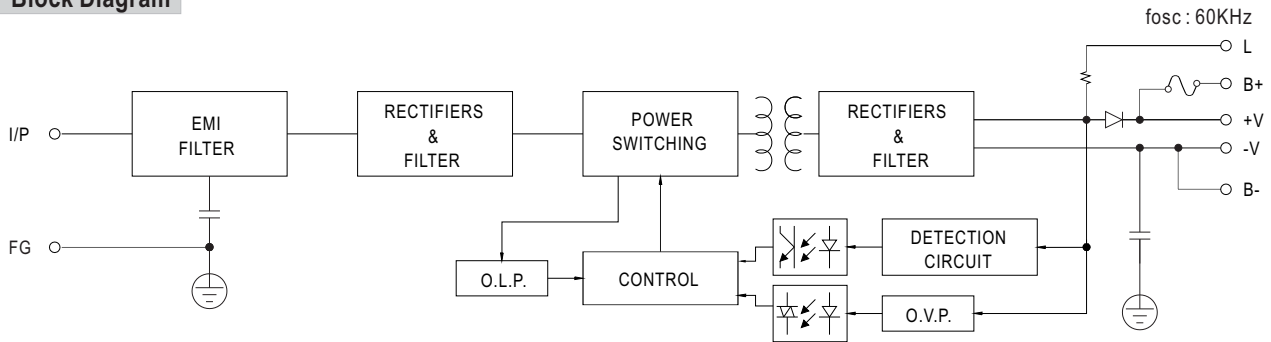 Block Diagram
fosc : 60KHz
L
B+
+V
-V
B-
I/P
EMI
FILTER
RECTIFIERS
&
FILTER
POWER
SWITCHING
RECTIFIERS
&
FILTER
FG
O.L.P.
CONTROL
DETECTION
CIRCUIT
O.V.P.